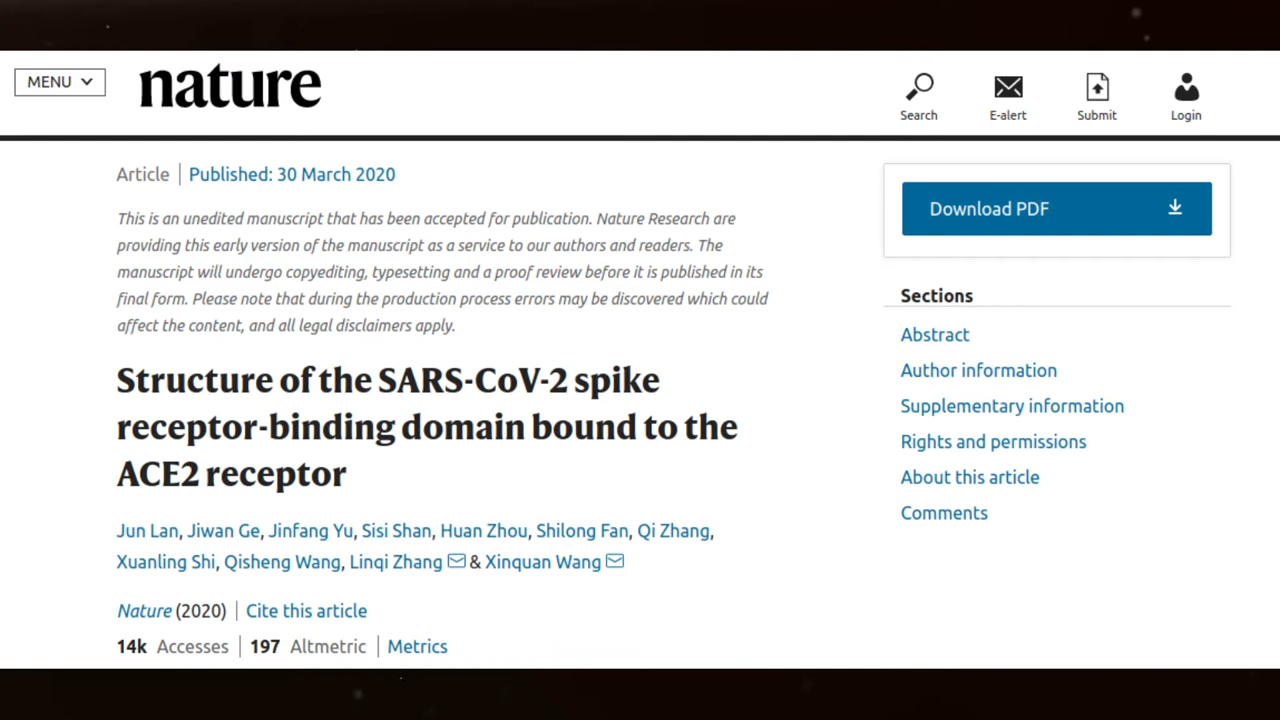 MENU
nature
Search
E-alert
Submit
Login
Article
Published: 30 March 2020
This is an unedited manuscript that has been accepted for publication. Nature Research are
providing this early version of the manuscript as a service to our authors and readers. The
manuscript will undergo copyediting, typesetting and a proof review before it is published in its
final form. Please note that during the production process errors may be discovered which could
affect the content, and all legal disclaimers apply.
Structure of the SARS-CoV-2 spike
receptor-binding domain bound to the
ACE2 receptor
Jun Lan, Jiwan Ge, Jinfang Yu, Sisi Shan, Huan Zhou, Shilong Fan, Qi Zhang,
Xuanling Shi, Qisheng Wang, Linqi Zhang & Xinquan Wang
Nature (2020) | Cite this article
14k Accesses | 197 Altmetric | Metrics
Download PDF
Sections
Abstract
Author information
Supplementary information
Rights and permissions
About this article
Comments